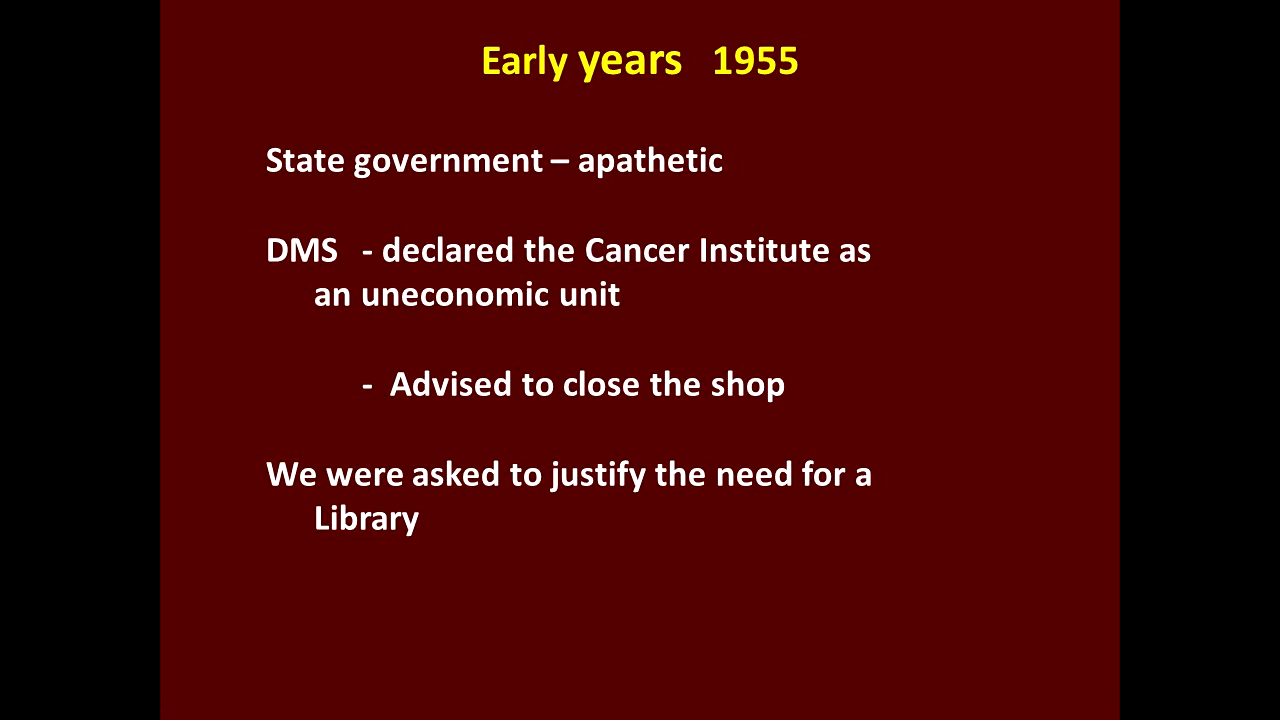 Early years 1955
State government – apathetic
DMS - declared the Cancer Institute as
an uneconomic unit
- Advised to close the shop
We were asked to justify the need for a
Library